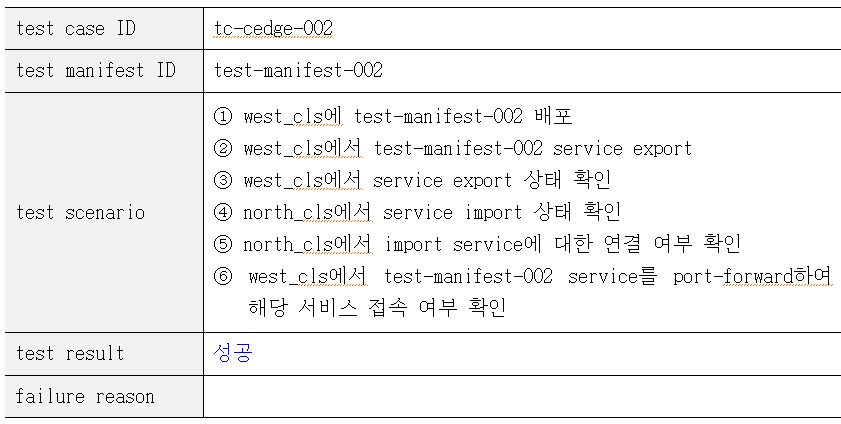 test case ID tc-cedge-002
test manifest ID test-manifest-002
test scenario
① west_cls에 test-manifest-002 배포
② west_cls에서 test-manifest-002 service export
③ west_cls에서 service export 상태 확인
④ north_cls에서 service import 상태 확인
⑤ north_cls에서 import service에 대한 연결 여부 확인
⑥ west_cls에서 test-manifest-002 service를 port-forward하여
해당 서비스 접속 여부 확인
test result 성공
failure reason